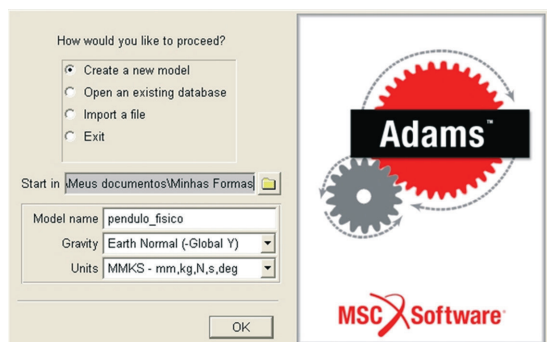 How would you like to proceed?
Create a new model
Open an existing database
Import a file
Exit
Start in \Meus documentos\Minhas Formas
Model name pendulo_fisico
Gravity Earth Normal (-Global Y)
Units MMKS - mm,kg,N,s,deg
OK
Adams™
MSC Software